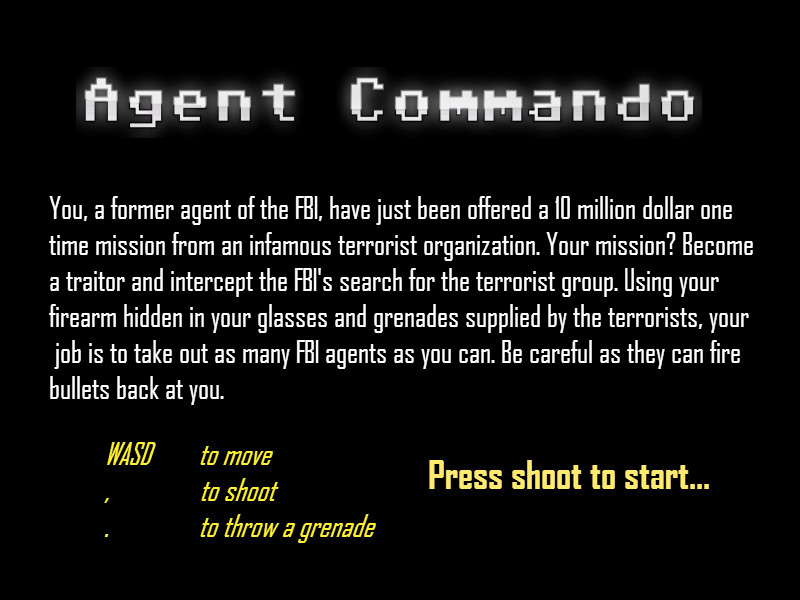 Agent Commando
You, a former agent of the FBI, have just been offered a 10 million dollar one
time mission from an infamous terrorist organization. Your mission? Become
a traitor and intercept the FBI's search for the terrorist group. Using your
firearm hidden in your glasses and grenades supplied by the terrorists, your
job is to take out as many FBI agents as you can. Be careful as they can fire
bullets back at you.
WASD to move
, to shoot
. to throw a grenade
Press shoot to start...